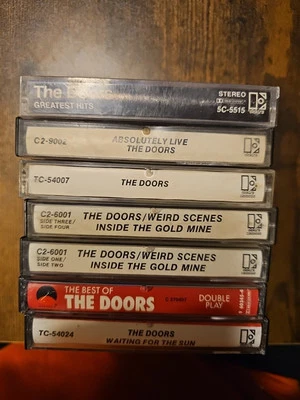 The Doors
GREATEST HITS
STEREO
5C-5515
C2-9002
ABSOLUTELY LIVE
THE DOORS
TC-54007
THE DOORS
C2-6001
SIDE THREE/
SIDE FOUR
THE DOORS/WEIRD SCENES
INSIDE THE GOLD MINE
C2-6001
SIDE ONE/
SIDE TWO
THE DOORS/WEIRD SCENES
INSIDE THE GOLD MINE
THE BEST OF
THE DOORS
DOUBLE
PLAY
TC-54024
THE DOORS
WAITING FOR THE SUN